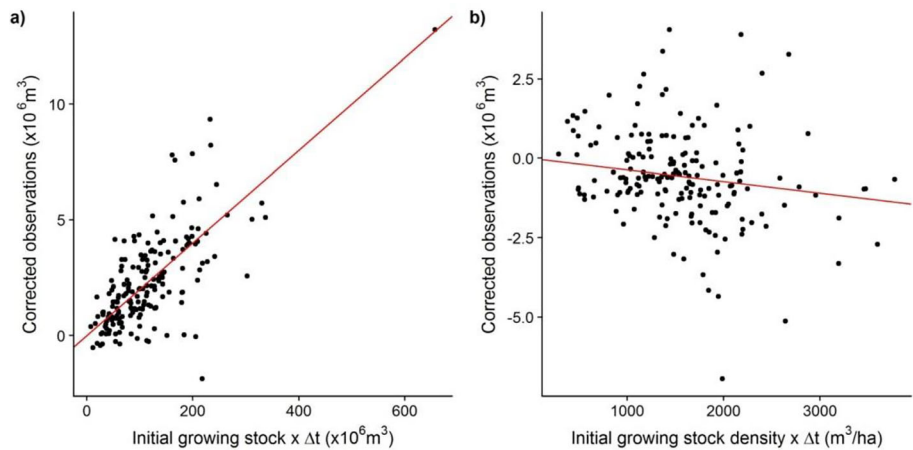 a)
Corrected observations (x10⁶m³)
10
5
0
0 200 400 600
Initial growing stock x Δt (x10⁶m³)
b)
Corrected observations (x10⁶m³)
2.5
0.0
-2.5
-5.0
1000 2000 3000
Initial growing stock density x Δt (m³/ha)